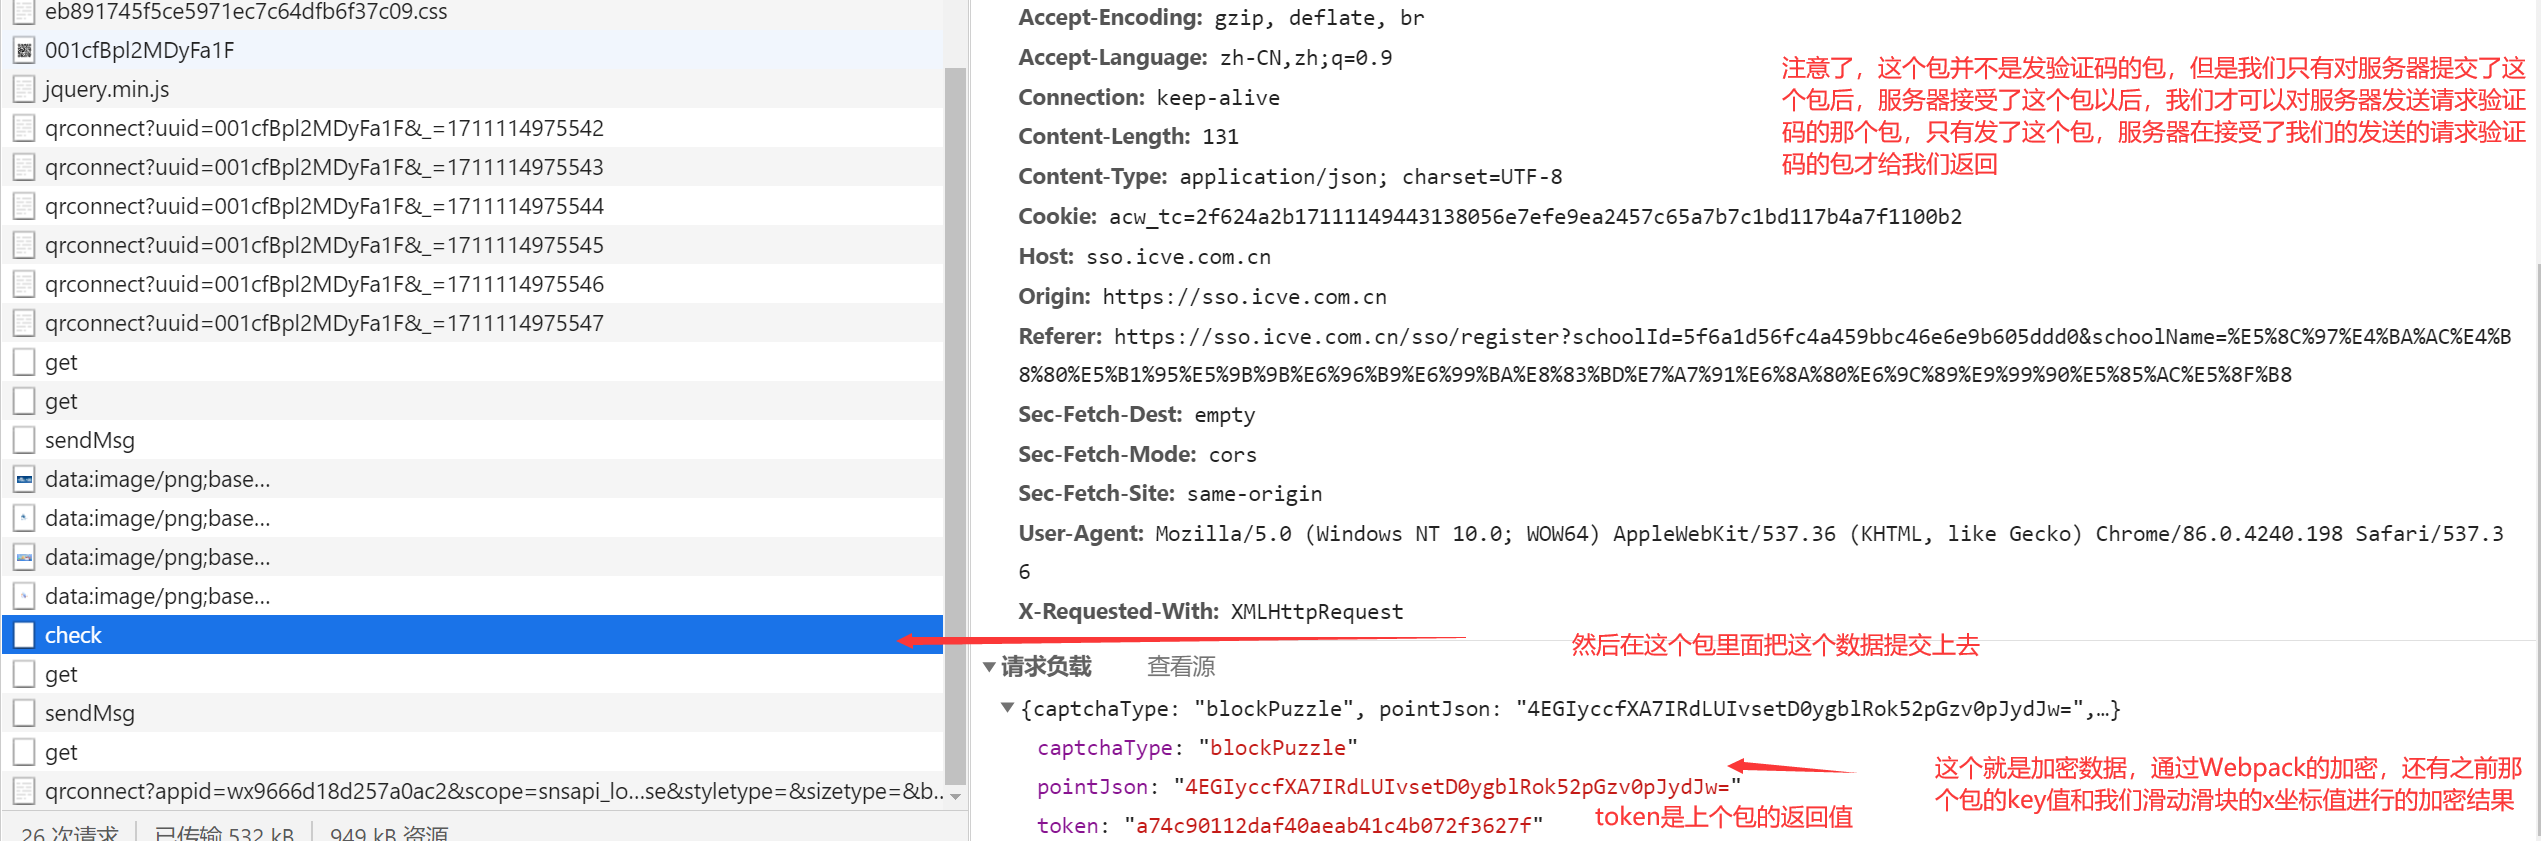 eb891745f5ce5971ec7c64dfb6f37c09.css
001cfBpl2MDyFa1F
jquery.min.js
qrconnect?uuid=001cfBpl2MDyFa1F&_=1711114975542
qrconnect?uuid=001cfBpl2MDyFa1F&_=1711114975543
qrconnect?uuid=001cfBpl2MDyFa1F&_=1711114975544
qrconnect?uuid=001cfBpl2MDyFa1F&_=1711114975545
qrconnect?uuid=001cfBpl2MDyFa1F&_=1711114975546
qrconnect?uuid=001cfBpl2MDyFa1F&_=1711114975547
get
get
sendMsg
data:image/png;base...
data:image/png;base...
data:image/png;base...
data:image/png;base...
check
get
sendMsg
get
qrconnect?appid=wx9666d18d257a0ac2&scope=snsapi_lo...se&styletype=&sizetype=&b...
26 次请求 已传输 532 kB 949 kB 资源
Accept-Encoding: gzip, deflate, br
Accept-Language: zh-CN,zh;q=0.9
Connection: keep-alive
Content-Length: 131
Content-Type: application/json; charset=UTF-8
Cookie: acw_tc=2f624a2b17111149443138056e7efe9ea2457c65a7b7c1bd117b4a7f1100b2
Host: sso.icve.com.cn
Origin: https://sso.icve.com.cn
Referer: https://sso.icve.com.cn/sso/register?schoolId=5f6a1d56fc4a459bbc46e6e9b605ddd0&schoolName=%E5%8C%97%E4%BA%AC%E4%B
8%80%E5%B1%95%E5%9B%9B%E6%96%B9%E6%99%BA%E8%83%BD%E7%A7%91%E6%8A%80%E6%9C%89%E9%99%90%E5%85%AC%E5%8F%B8
Sec-Fetch-Dest: empty
Sec-Fetch-Mode: cors
Sec-Fetch-Site: same-origin
User-Agent: Mozilla/5.0 (Windows NT 10.0; WOW64) AppleWebKit/537.36 (KHTML, like Gecko) Chrome/86.0.4240.198 Safari/537.3
6
X-Requested-With: XMLHttpRequest
注意了，这个包并不是发验证码的包，但是我们只有对服务器提交了这
个包后，服务器接受了这个包以后，我们才可以对服务器发送请求验证
码的那个包，只有发了这个包，服务器在接受了我们的发送的请求验证
码的包才给我们返回
然后在这个包里面把这个数据提交上去
请求负载 查看源
{captchaType: "blockPuzzle", pointJson: "4EGIyccfXA7IRdLUIvsetD0ygblRok52pGzv0pJydJw=",…}
captchaType: "blockPuzzle"
pointJson: "4EGIyccfXA7IRdLUIvsetD0ygblRok52pGzv0pJydJw="
token: "a74c90112daf40aeab41c4b072f3627f"
token是上个包的返回值
这个就是加密数据，通过Webpack的加密，还有之前那
个包的key值和我们滑动滑块的x坐标值进行的加密结果